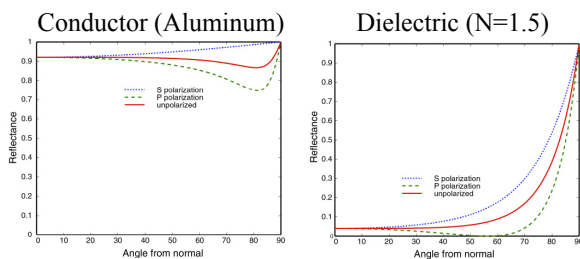 Conductor (Aluminum)
Dielectric (N=1.5)
1
0.9
0.8
0.7
0.6
0.5
0.4
0.3
0.2
0.1
0
Reflectance
S polarization
P polarization
unpolarized
0 10 20 30 40 50 60 70 80 90
Angle from normal
1
0.9
0.8
0.7
0.6
0.5
0.4
0.3
0.2
0.1
0
Reflectance
S polarization
P polarization
unpolarized
0 10 20 30 40 50 60 70 80 90
Angle from normal